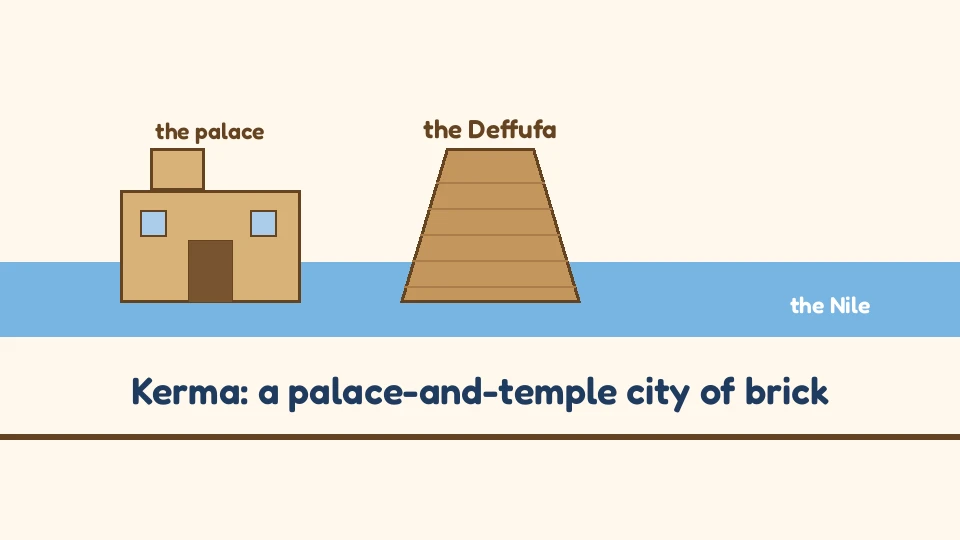 the palace
the Deffufa
the Nile
Kerma: a palace-and-temple city of brick